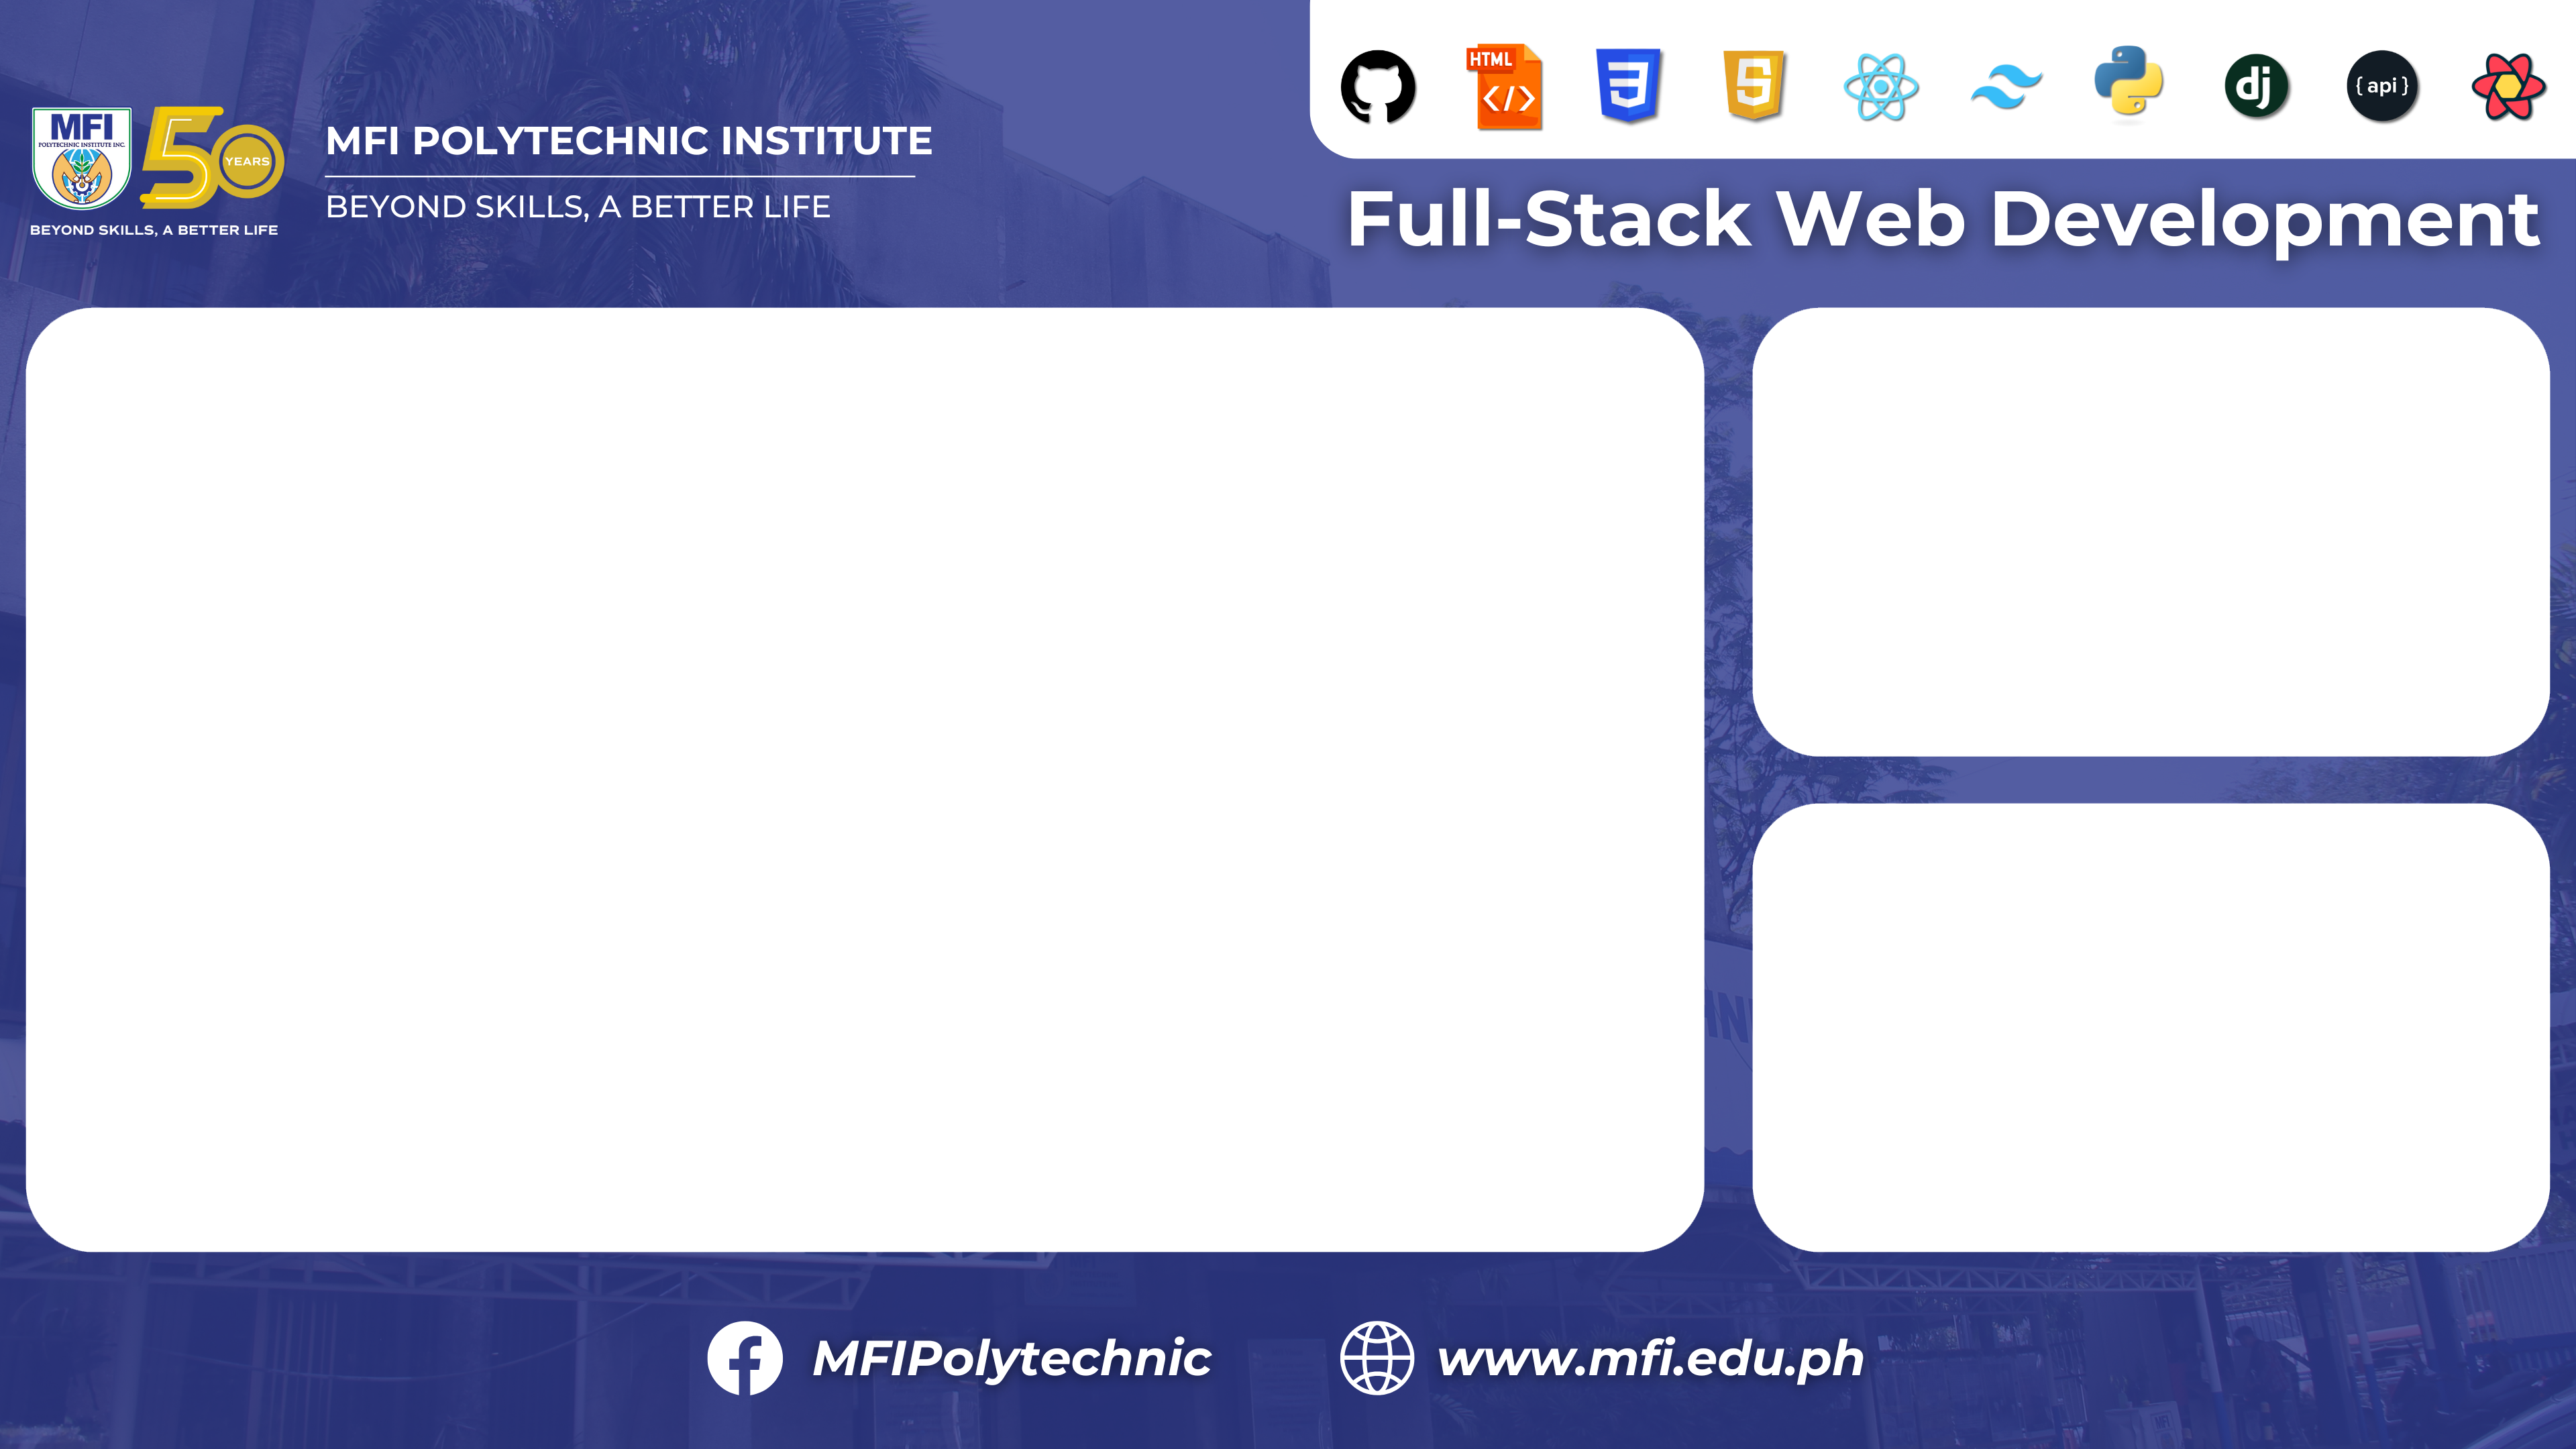 HTML
</>
3
5
dj
{ api }
MFI
POLYTECHNIC INSTITUTE INC.
50
YEARS
BEYOND SKILLS, A BETTER LIFE
MFI POLYTECHNIC INSTITUTE
BEYOND SKILLS, A BETTER LIFE
Full-Stack Web Development
MFIPolytechnic
www.mfi.edu.ph